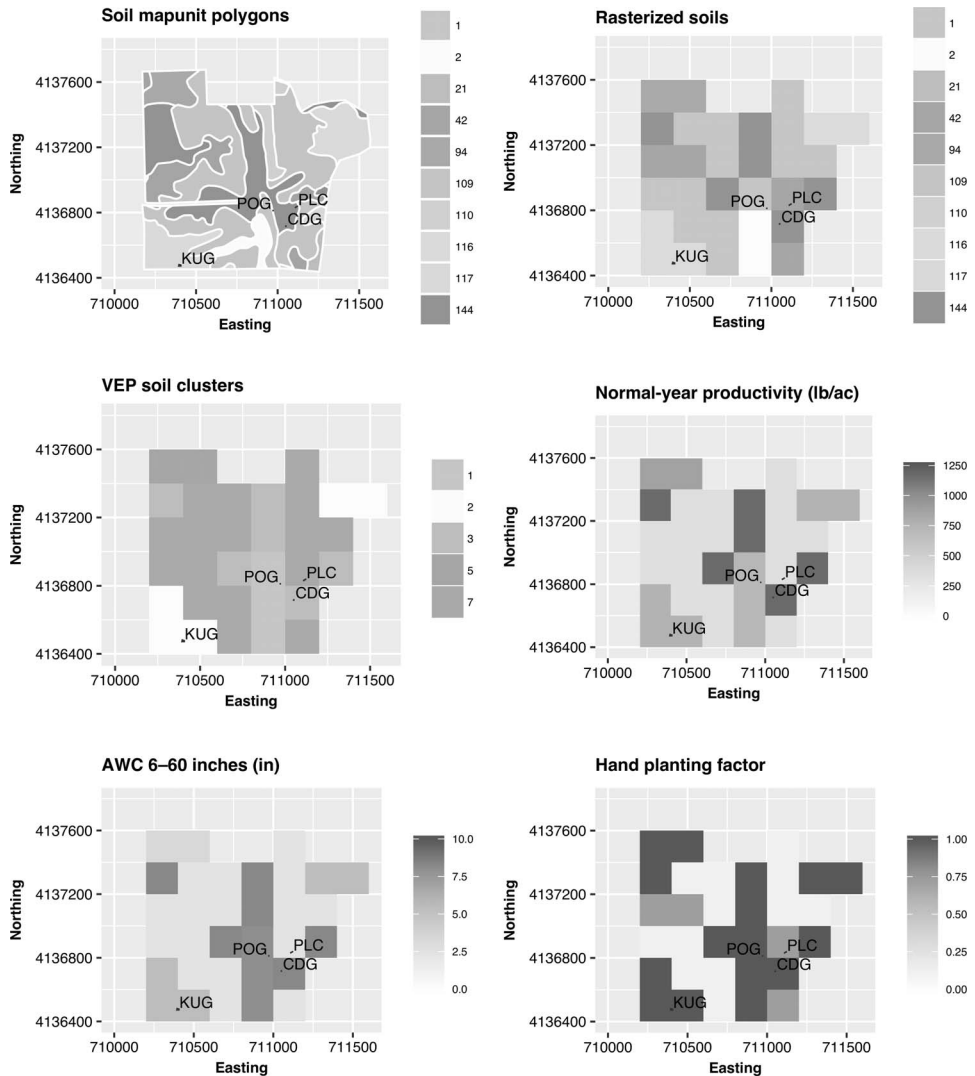 Soil mapunit polygons
4137600
4137200
4136800
4136400
Northing
POG
PLC
CDG
KUG
710000 710500 711000 711500
Easting
1
2
21
42
94
109
110
116
117
144
Rasterized soils
4137600
4137200
4136800
4136400
Northing
POG
PLC
CDG
KUG
710000 710500 711000 711500
Easting
1
2
21
42
94
109
110
116
117
144
VEP soil clusters
4137600
4137200
4136800
4136400
Northing
POG
PLC
CDG
KUG
710000 710500 711000 711500
Easting
1
2
3
5
7
Normal-year productivity (lb/ac)
4137600
4137200
4136800
4136400
Northing
POG
PLC
CDG
KUG
710000 710500 711000 711500
Easting
1250
1000
750
500
250
0
AWC 6–60 inches (in)
4137600
4137200
4136800
4136400
Northing
POG
PLC
CDG
KUG
710000 710500 711000 711500
Easting
10.0
7.5
5.0
2.5
0.0
Hand planting factor
4137600
4137200
4136800
4136400
Northing
POG
PLC
CDG
KUG
710000 710500 711000 711500
Easting
1.00
0.75
0.50
0.25
0.00